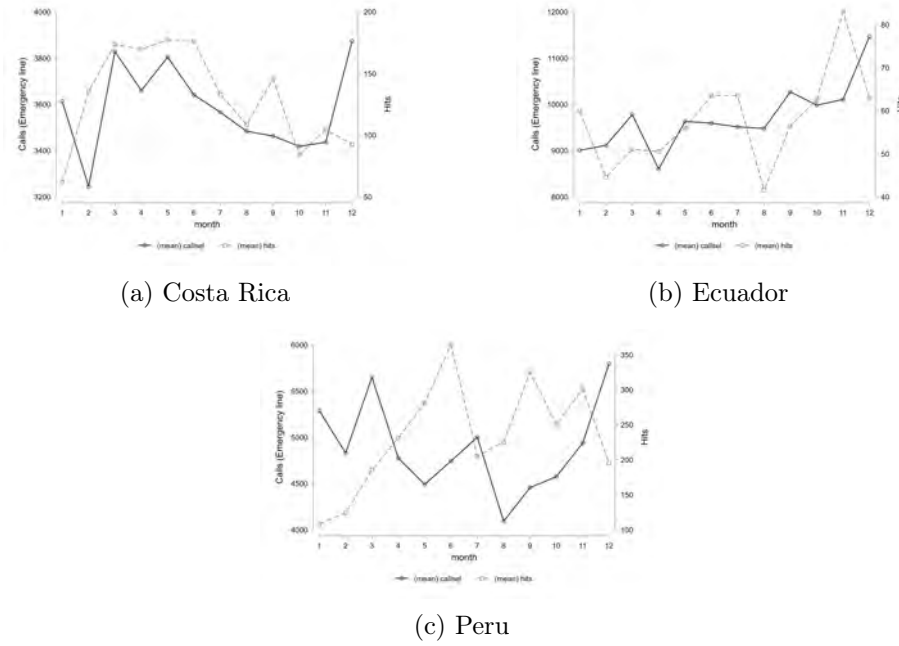 4000
3800
3600
3400
3200
Calls (Emergency line)
200
150
100
50
Hits
1 2 3 4 5 6 7 8 9 10 11 12
month
(mean) callsel (mean) hits
(a) Costa Rica
12000
11000
10000
9000
8000
Calls (Emergency line)
80
70
60
50
40
Hits
1 2 3 4 5 6 7 8 9 10 11 12
month
(mean) callsel (mean) hits
(b) Ecuador
6000
5500
5000
4500
4000
Calls (Emergency line)
350
300
250
200
150
100
Hits
1 2 3 4 5 6 7 8 9 10 11 12
month
(mean) callsel (mean) hits
(c) Peru